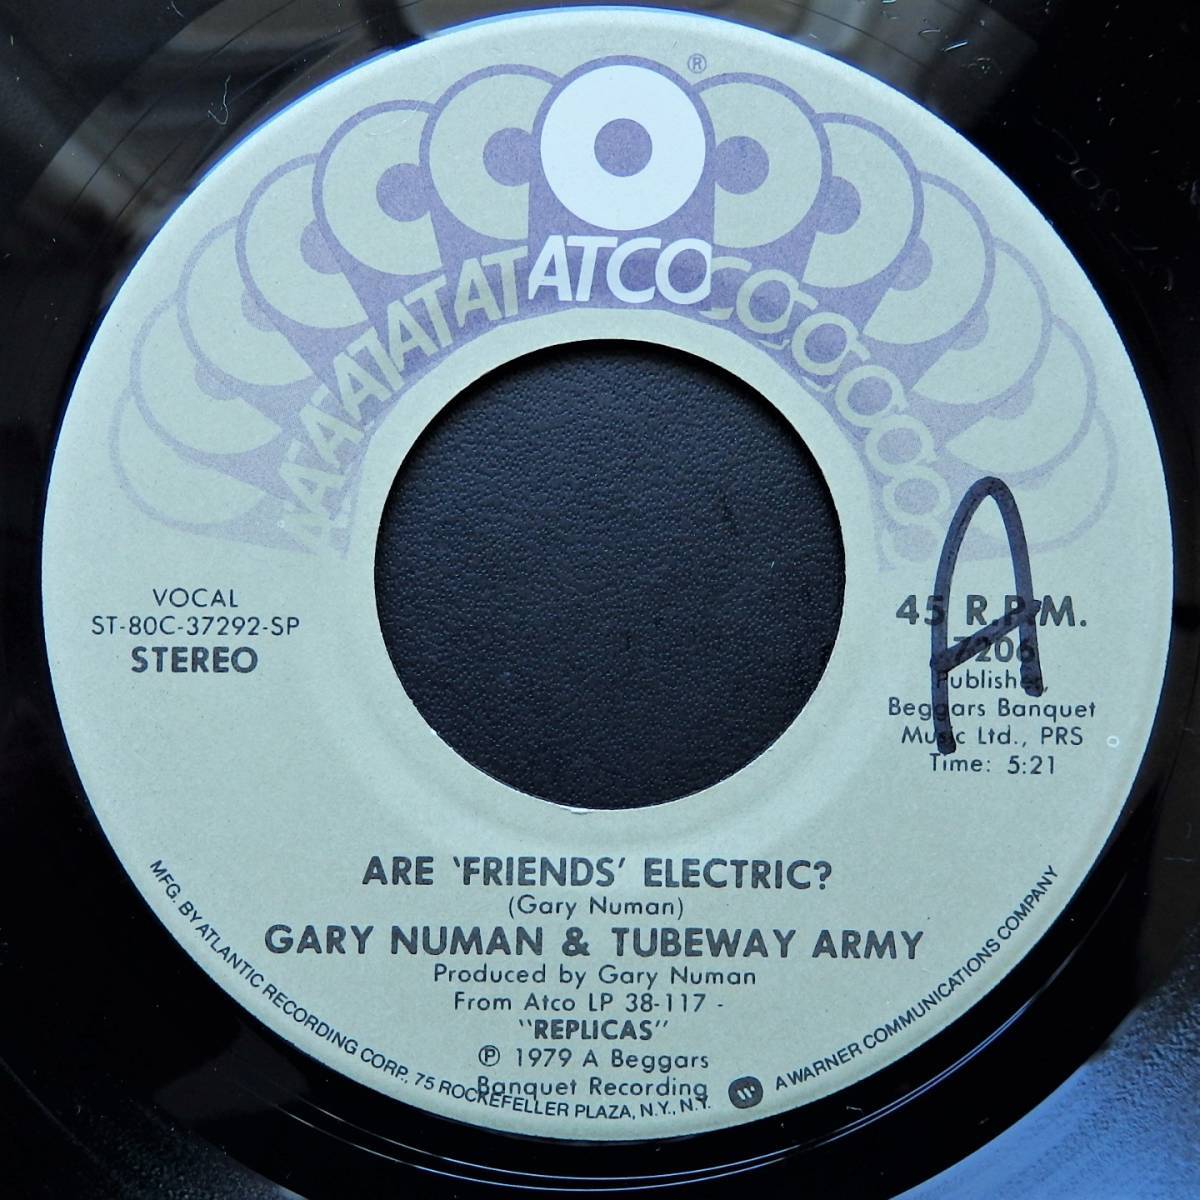 ®
ATCO
VOCAL
ST-80C-37292-SP
STEREO
A
45 R.P.M.
7206
Publisher,
Beggars Banquet
Music Ltd., PRS
Time: 5:21
ARE 'FRIENDS' ELECTRIC?
(Gary Numan)
GARY NUMAN & TUBEWAY ARMY
Produced by Gary Numan
From Atco LP 38-117 -
"REPLICAS"
℗ 1979 A Beggars
Banquet Recording
MFG. BY ATLANTIC RECORDING CORP., 75 ROCKEFELLER PLAZA, N.Y., N.Y. A WARNER COMMUNICATIONS COMPANY